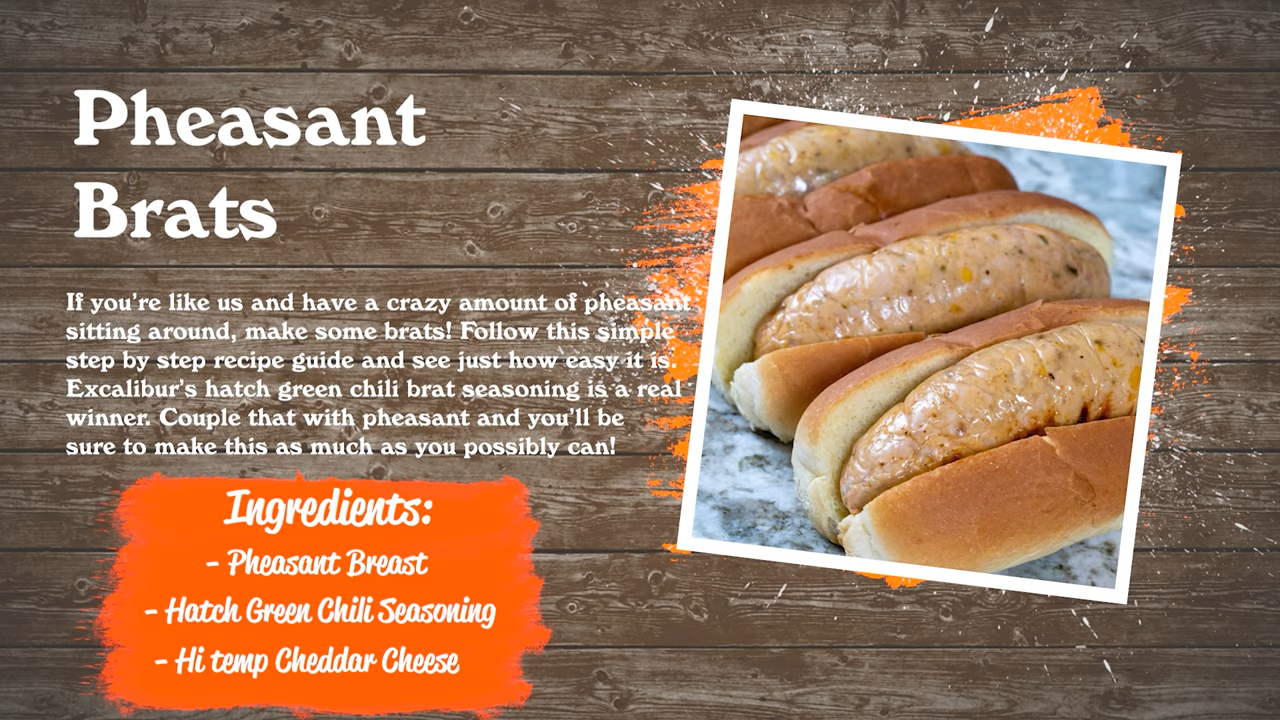 Pheasant
Brats
If you're like us and have a crazy amount of pheasant
sitting around, make some brats! Follow this simple
step by step recipe guide and see just how easy it is.
Excalibur's hatch green chili brat seasoning is a real
winner. Couple that with pheasant and you'll be
sure to make this as much as you possibly can!
Ingredients:
- Pheasant Breast
- Hatch Green Chili Seasoning
- Hi temp Cheddar Cheese